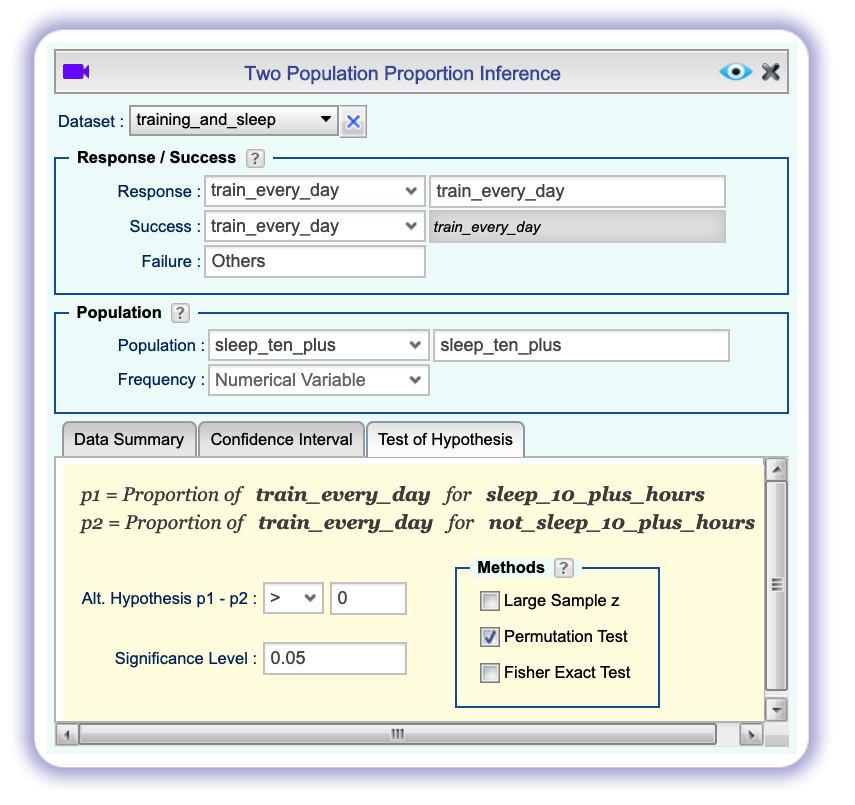 Two Population Proportion Inference
Dataset : training_and_sleep
Response / Success ?
Response : train_every_day train_every_day
Success : train_every_day train_every_day
Failure : Others
Population ?
Population : sleep_ten_plus sleep_ten_plus
Frequency : Numerical Variable
Data Summary Confidence Interval Test of Hypothesis
p1 = Proportion of train_every_day for sleep_10_plus_hours
p2 = Proportion of train_every_day for not_sleep_10_plus_hours
Methods ?
Alt. Hypothesis p1 - p2 : > 0
Large Sample z
Permutation Test
Significance Level : 0.05
Fisher Exact Test